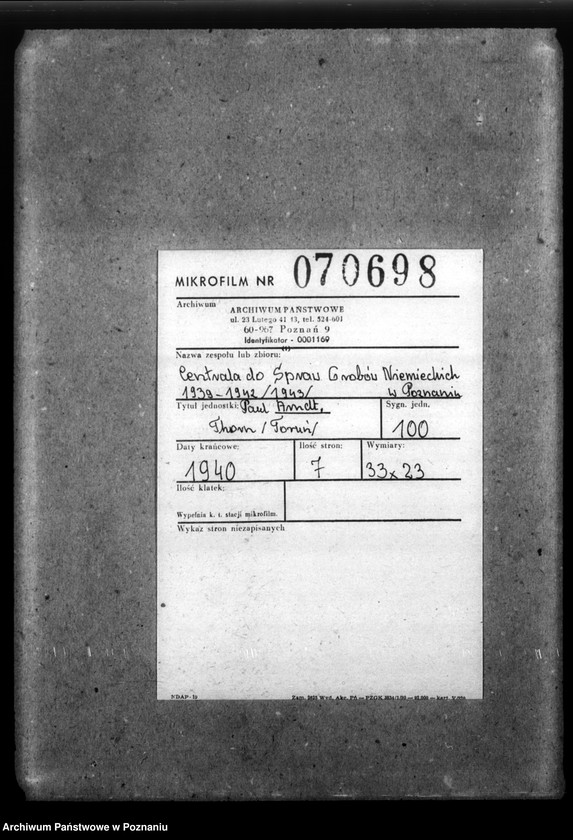 MIKROFILM NR 070698
Archiwum
ARCHIWUM PAŃSTWOWE
ul. 23 Lutego 41/43, tel. 524-601
60-967 Poznań 9
Identyfikator - 0001169
Nazwa zespołu lub zbioru:
Centrala do Spraw Grobów Niemieckich
1939-1942/1943/ w Poznaniu
Tytuł jednostki: Paul Arndt, Sygn. jedn.
Thorn /Toruń/ 100
Daty krańcowe: Ilość stron: Wymiary:
1940 7 33x23
Ilość klatek:
Wypełnia k. t. stacji mikrofilm.
Wykaz stron niezapisanych
NDAP-10
Archiwum Państwowe w Poznaniu